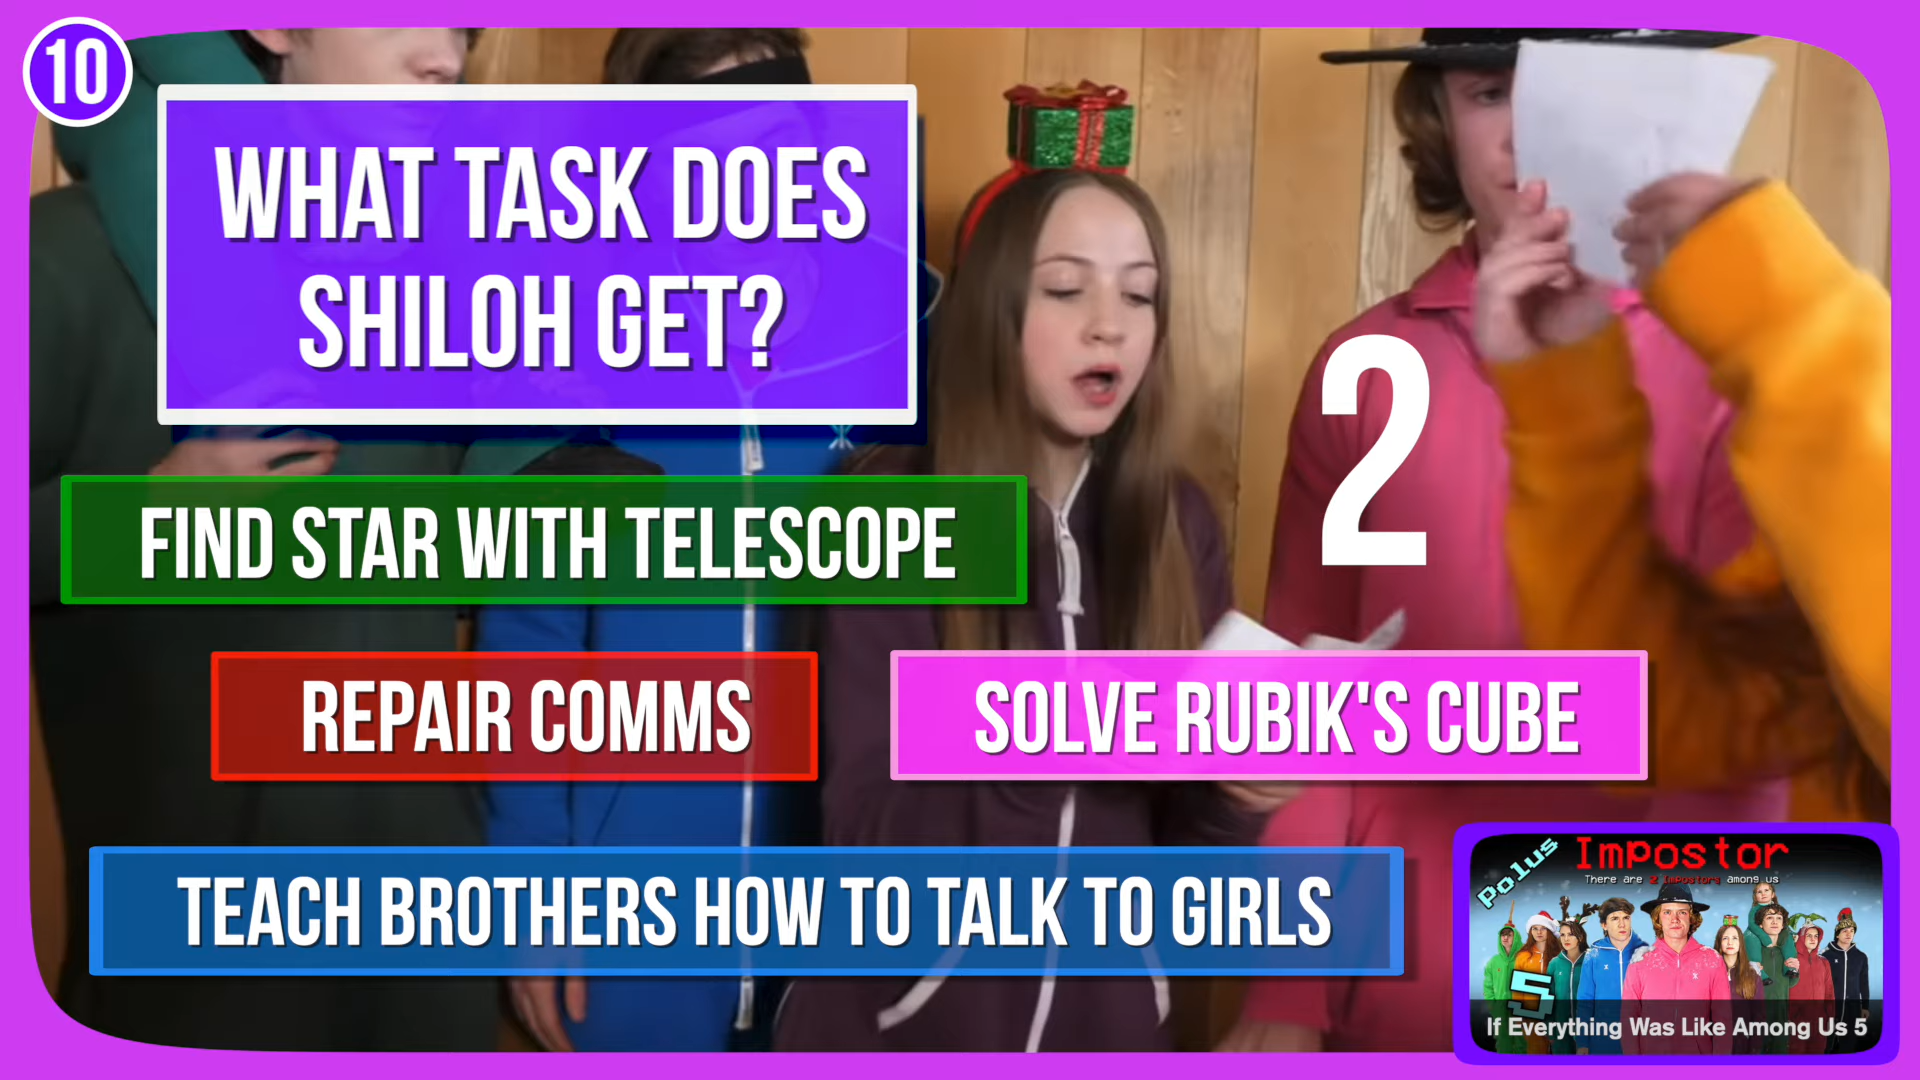 10
WHAT TASK DOES
SHILOH GET?
2
FIND STAR WITH TELESCOPE
REPAIR COMMS
SOLVE RUBIK'S CUBE
TEACH BROTHERS HOW TO TALK TO GIRLS
Polus
Impostor
There are 2 Impostors among us
5
If Everything Was Like Among Us 5